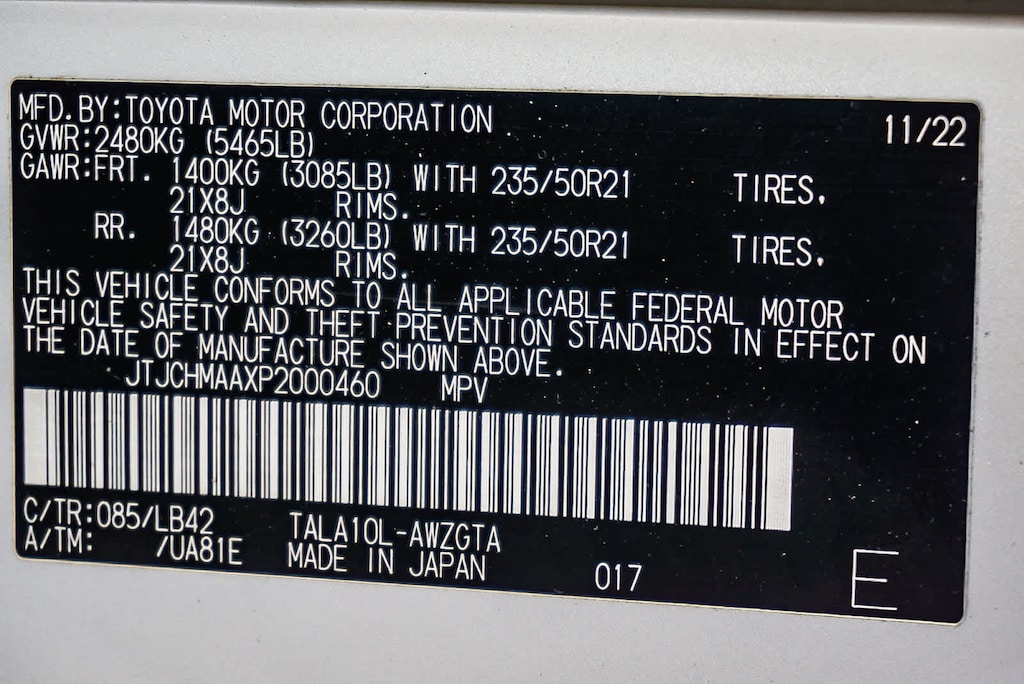 MFD.BY:TOYOTA MOTOR CORPORATION 11/22
GVWR:2480KG (5465LB)
GAWR:FRT. 1400KG (3085LB) WITH 235/50R21 TIRES.
21X8J RIMS.
RR. 1480KG (3260LB) WITH 235/50R21 TIRES.
21X8J RIMS.
THIS VEHICLE CONFORMS TO ALL APPLICABLE FEDERAL MOTOR
VEHICLE SAFETY AND THEFT PREVENTION STANDARDS IN EFFECT ON
THE DATE OF MANUFACTURE SHOWN ABOVE.
JTJCHMAAXP2000460 MPV
C/TR:085/LB42 TALA10L-AWZGTA
A/TM: /UA81E MADE IN JAPAN 017 E